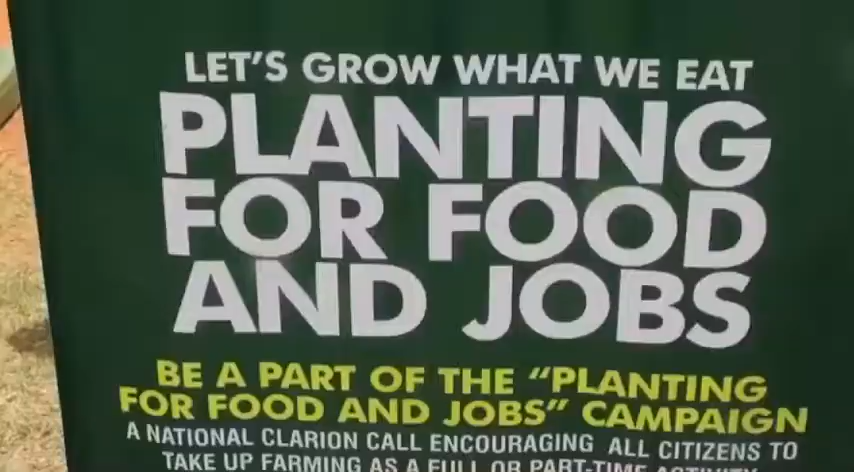 LET'S GROW WHAT WE EAT
PLANTING
FOR FOOD
AND JOBS
BE A PART OF THE "PLANTING
FOR FOOD AND JOBS" CAMPAIGN
A NATIONAL CLARION CALL ENCOURAGING ALL CITIZENS TO
TAKE UP FARMING AS A FULL OR PART-TIME ACTIVITY